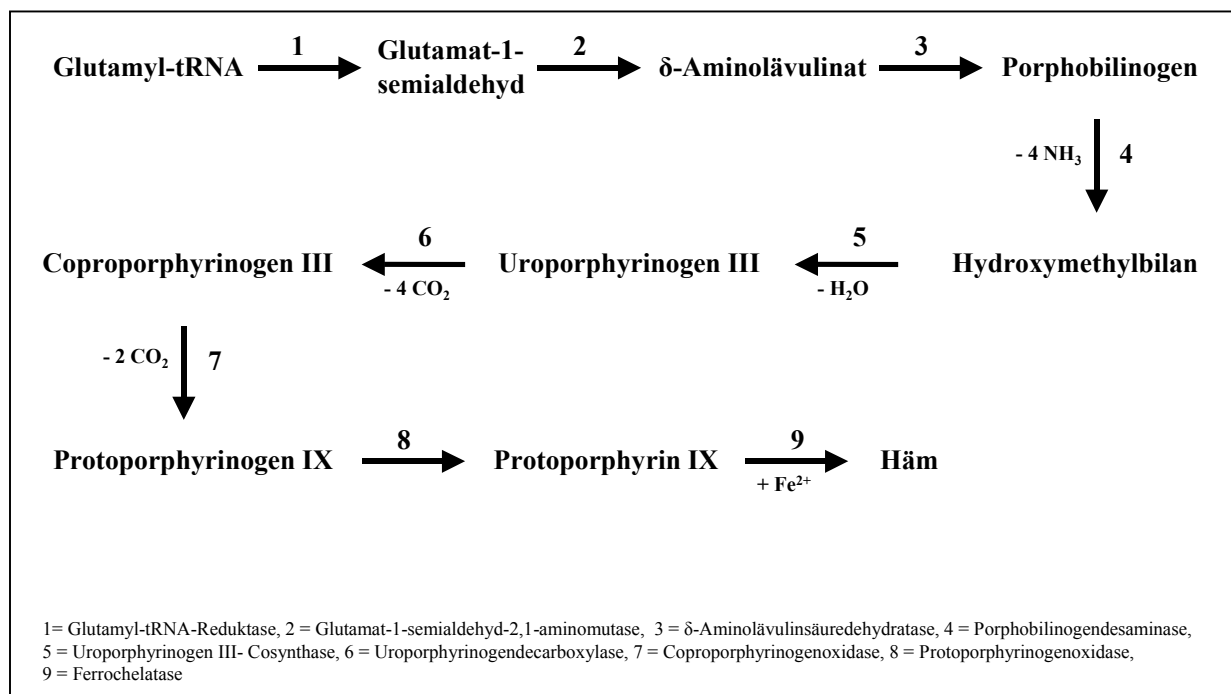 1 2 3
Glutamyl-tRNA Glutamat-1-semialdehyd δ-Aminolävulinat Porphobilinogen
- 4 NH₃ 4
6 5
Coproporphyrinogen III Uroporphyrinogen III Hydroxymethylbilan
- 4 CO₂ - H₂O
- 2 CO₂ 7
8 9
Protoporphyrinogen IX Protoporphyrin IX Häm
+ Fe²⁺
1= Glutamyl-tRNA-Reduktase, 2 = Glutamat-1-semialdehyd-2,1-aminomutase, 3 = δ-Aminolävulinsäuredehydratase, 4 = Porphobilinogendesaminase,
5 = Uroporphyrinogen III- Cosynthase, 6 = Uroporphyrinogendecarboxylase, 7 = Coproporphyrinogenoxidase, 8 = Protoporphyrinogenoxidase,
9 = Ferrochelatase